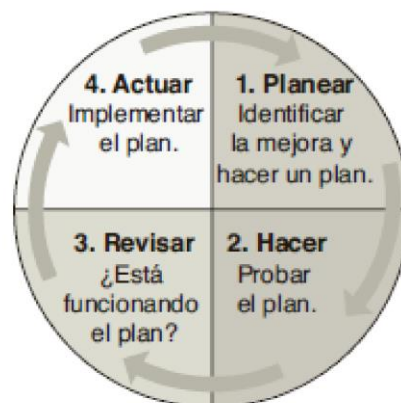 4. Actuar
Implementar
el plan.
1. Planear
Identificar
la mejora y
hacer un plan.
3. Revisar
¿Está
funcionando
el plan?
2. Hacer
Probar
el plan.